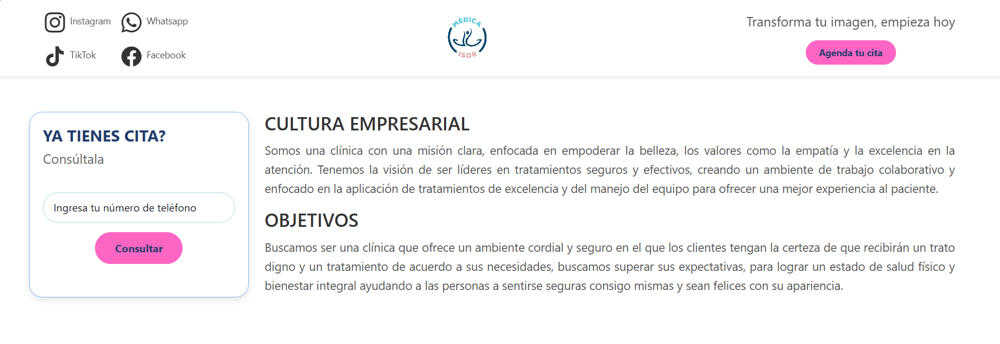 Instagram
Whatsapp
TikTok
Facebook
MÉDICA
ISOR
Transforma tu imagen, empieza hoy
Agenda tu cita
YA TIENES CITA?
Consúltala
Ingresa tu número de teléfono
Consultar
CULTURA EMPRESARIAL
Somos una clínica con una misión clara, enfocada en empoderar la belleza, los valores como la empatía y la excelencia en la
atención. Tenemos la visión de ser líderes en tratamientos seguros y efectivos, creando un ambiente de trabajo colaborativo y
enfocado en la aplicación de tratamientos de excelencia y del manejo del equipo para ofrecer una mejor experiencia al paciente.
OBJETIVOS
Buscamos ser una clínica que ofrece un ambiente cordial y seguro en el que los clientes tengan la certeza de que recibirán un trato
digno y un tratamiento de acuerdo a sus necesidades, buscamos superar sus expectativas, para lograr un estado de salud físico y
bienestar integral ayudando a las personas a sentirse seguras consigo mismas y sean felices con su apariencia.